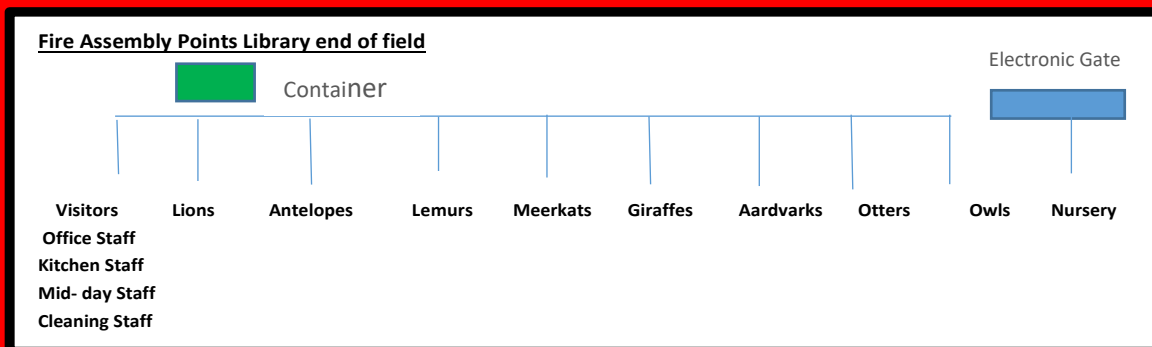 Fire Assembly Points Library end of field
Electronic Gate
Container
Visitors Lions Antelopes Lemurs Meerkats Giraffes Aardvarks Otters Owls Nursery
Office Staff
Kitchen Staff
Mid- day Staff
Cleaning Staff